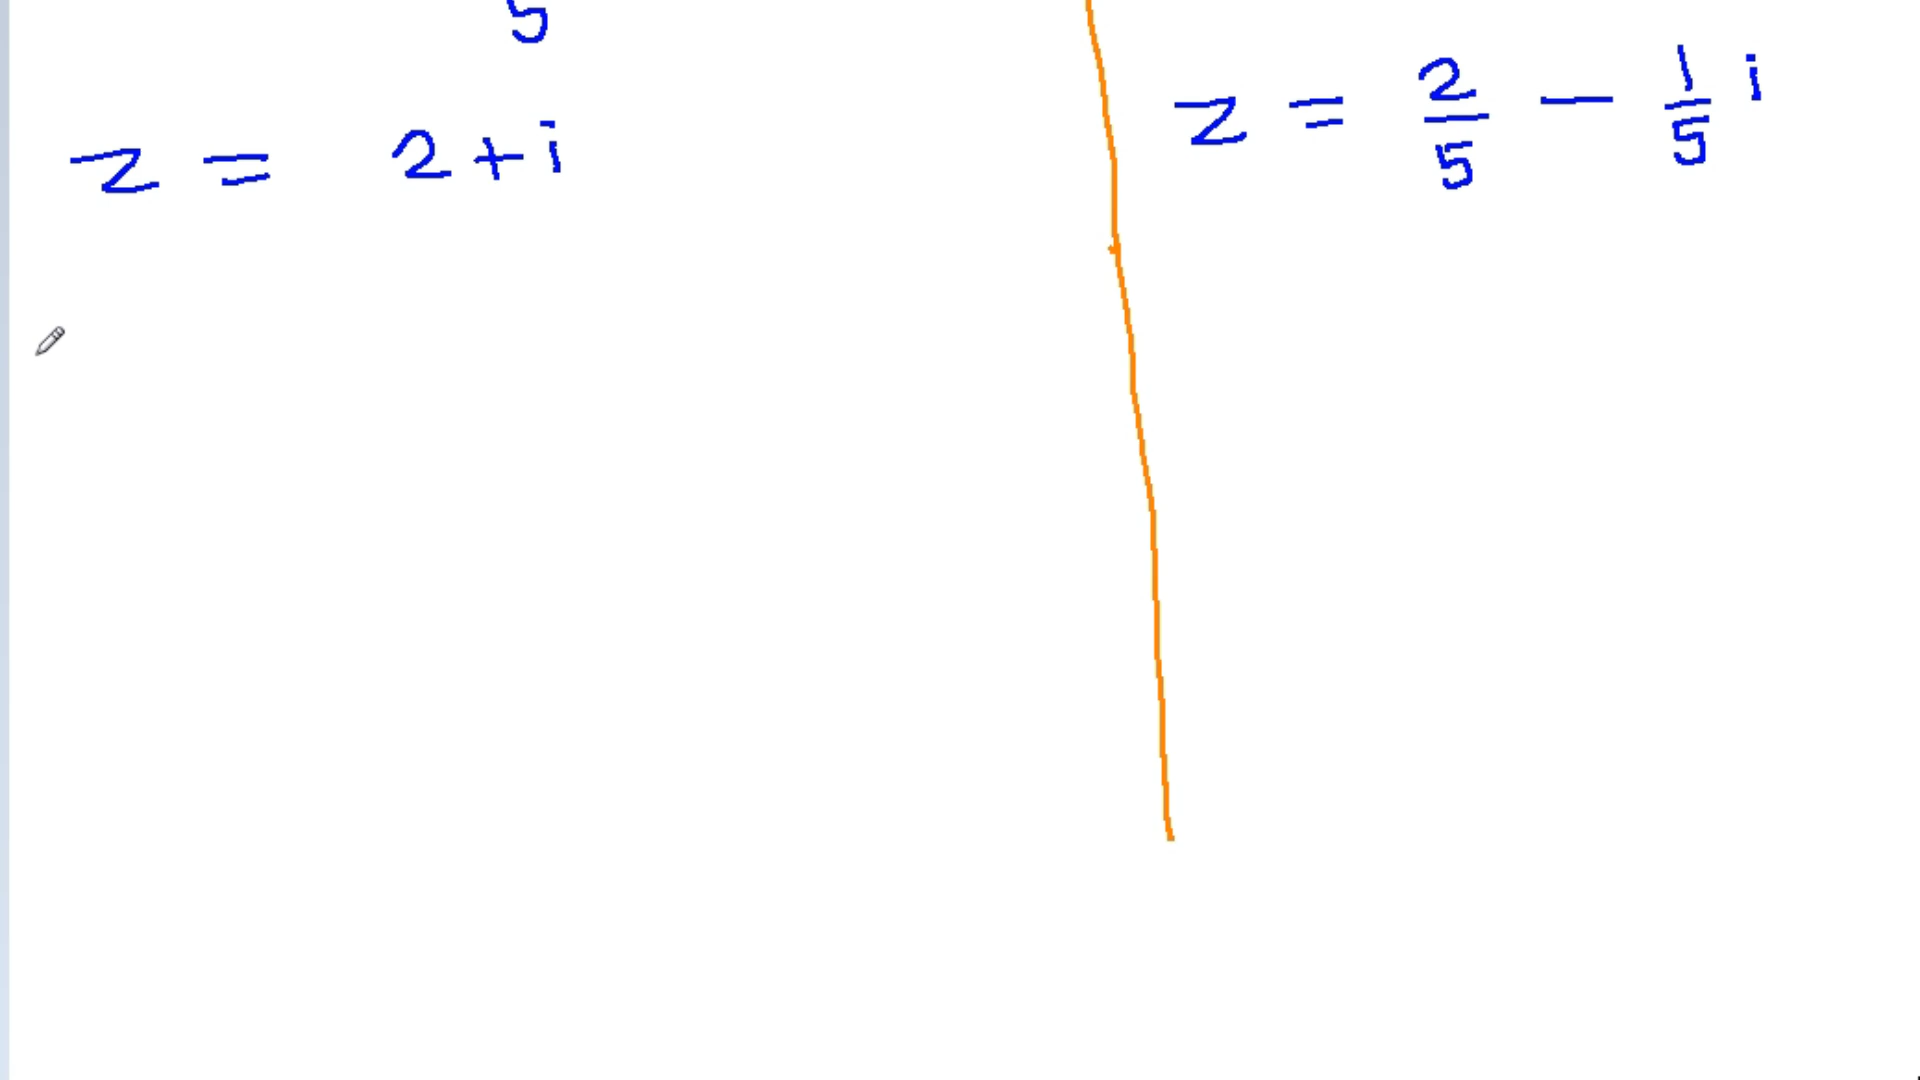 5
z = 2 + i
z = 2/5 - 1/5 i